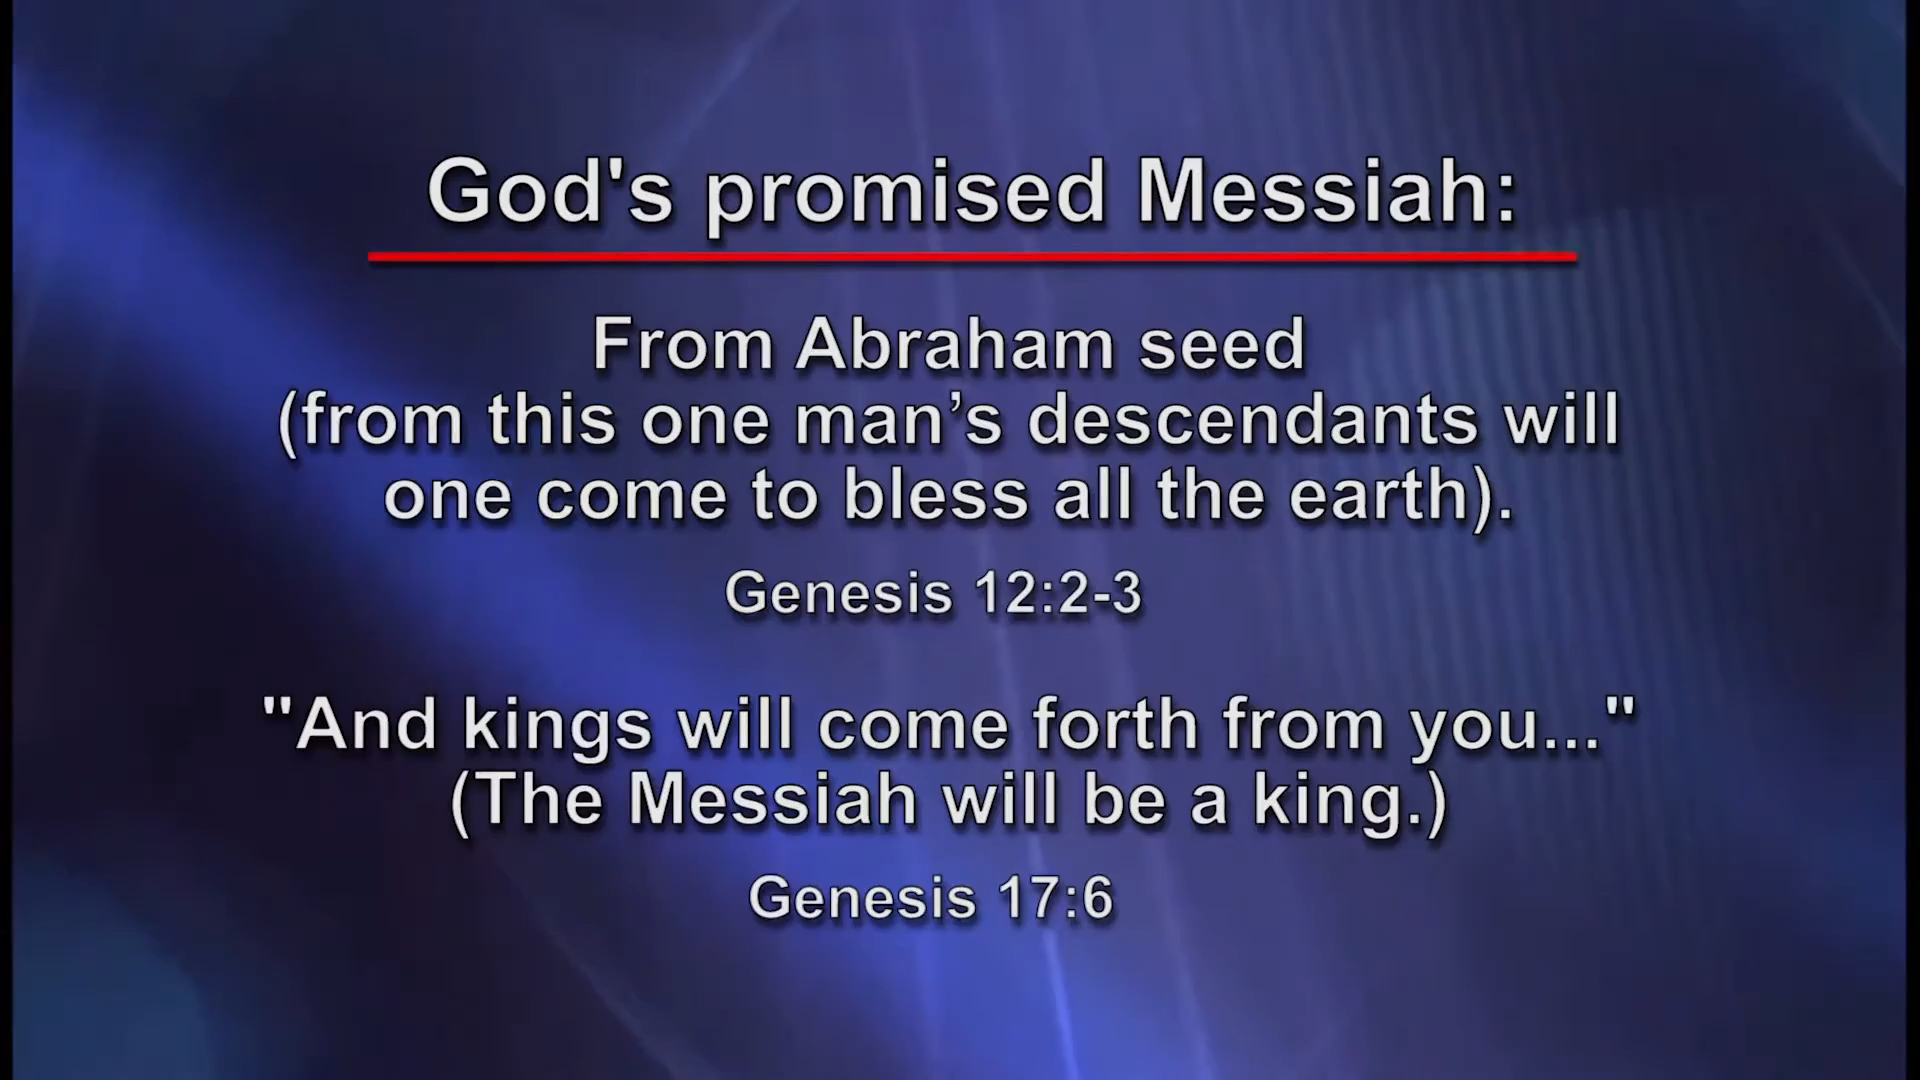 God's promised Messiah:
From Abraham seed
(from this one man’s descendants will
one come to bless all the earth).
Genesis 12:2-3
"And kings will come forth from you..."
(The Messiah will be a king.)
Genesis 17:6